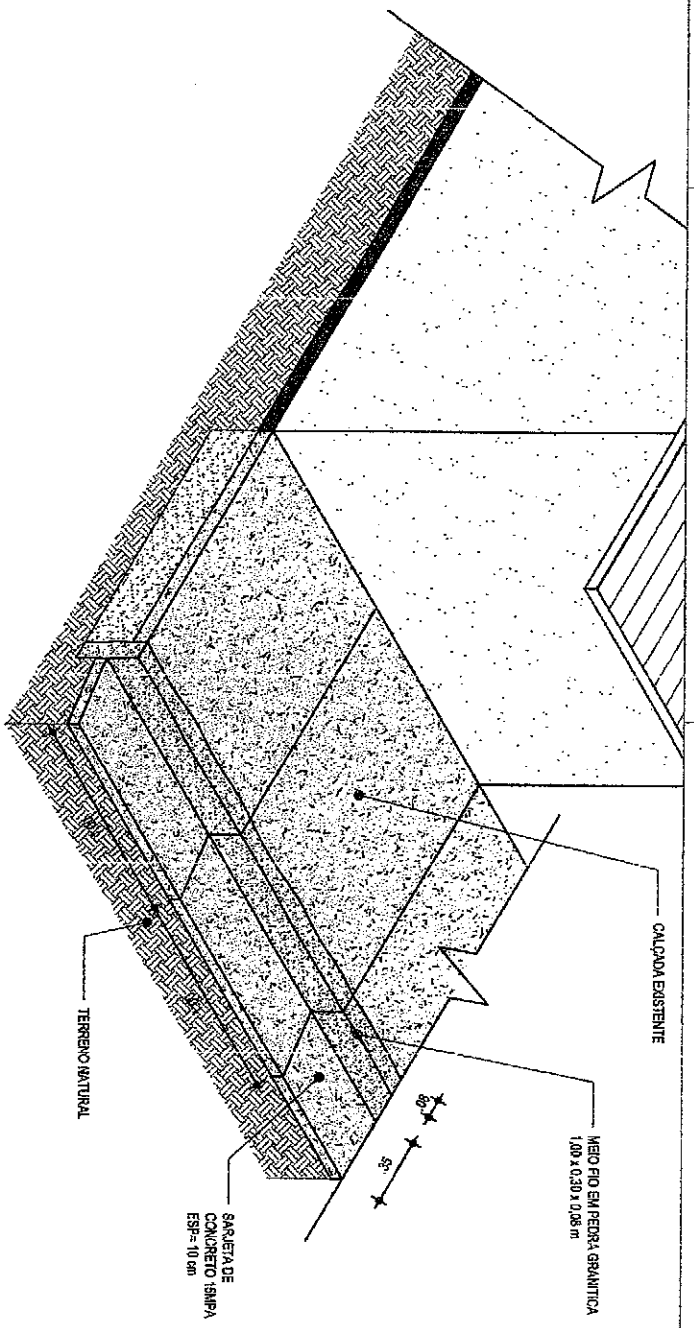 CALÇADA EXISTENTE
MEIO FIO EM PEDRA GRANITICA
1,00 x 0,30 x 0,08 m
.08
.35
SARJETA DE
CONCRETO 15MPA
ESP= 10 cm
TERRENO NATURAL